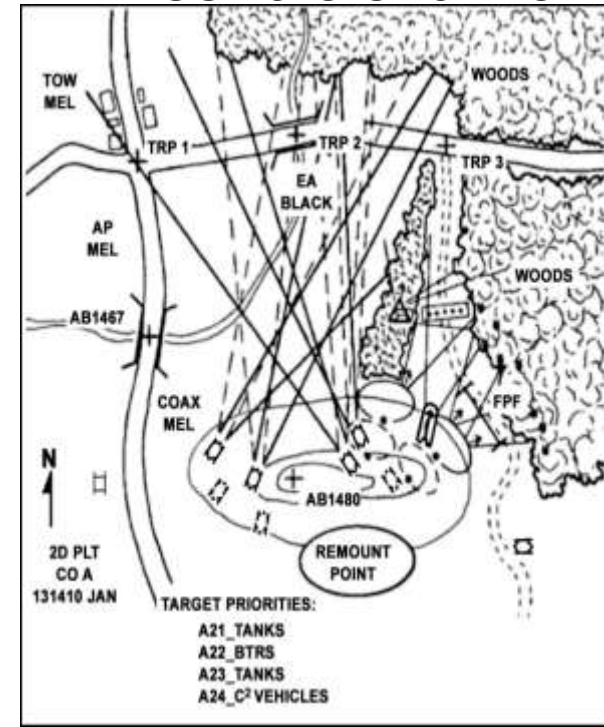 WOODS
TOW
MEL
TRP 1
TRP 2
TRP 3
EA
BLACK
AP
MEL
WOODS
AB1467
COAX
MEL
FPF
N
AB1480
2D PLT
CO A
131410 JAN
REMOUNT
POINT
TARGET PRIORITIES:
A21_TANKS
A22_BTRS
A23_TANKS
A24_C² VEHICLES